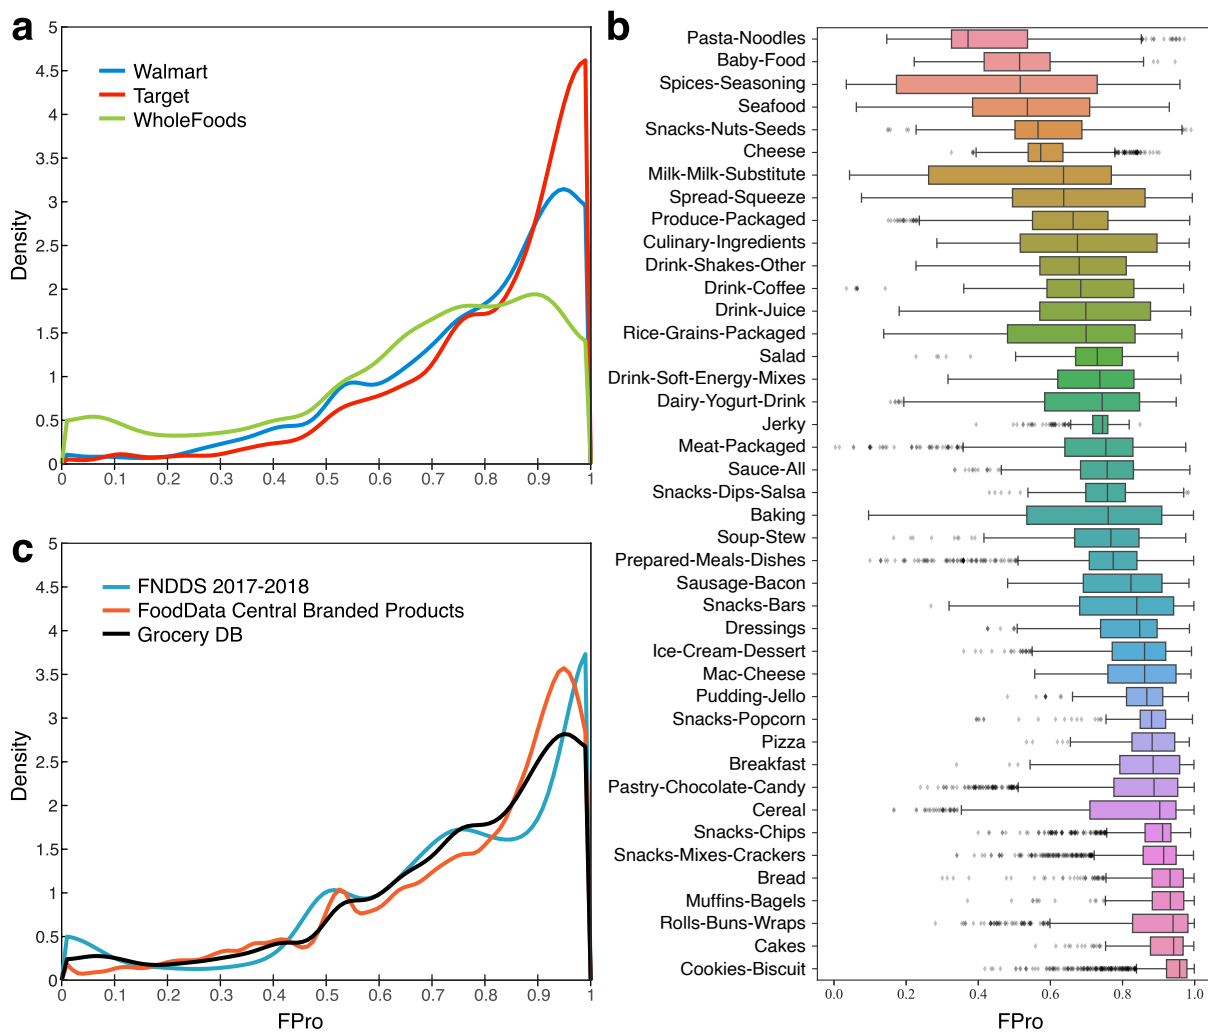 a
5
4.5
4
3.5
3
2.5
2
1.5
1
0.5
0
Density
Walmart
Target
WholeFoods
0 0.1 0.2 0.3 0.4 0.5 0.6 0.7 0.8 0.9 1
c
5
4.5
4
3.5
3
2.5
2
1.5
1
0.5
0
Density
FNDDS 2017-2018
FoodData Central Branded Products
Grocery DB
0 0.1 0.2 0.3 0.4 0.5 0.6 0.7 0.8 0.9 1
FPro
b
Pasta-Noodles
Baby-Food
Spices-Seasoning
Seafood
Snacks-Nuts-Seeds
Cheese
Milk-Milk-Substitute
Spread-Squeeze
Produce-Packaged
Culinary-Ingredients
Drink-Shakes-Other
Drink-Coffee
Drink-Juice
Rice-Grains-Packaged
Salad
Drink-Soft-Energy-Mixes
Dairy-Yogurt-Drink
Jerky
Meat-Packaged
Sauce-All
Snacks-Dips-Salsa
Baking
Soup-Stew
Prepared-Meals-Dishes
Sausage-Bacon
Snacks-Bars
Dressings
Ice-Cream-Dessert
Mac-Cheese
Pudding-Jello
Snacks-Popcorn
Pizza
Breakfast
Pastry-Chocolate-Candy
Cereal
Snacks-Chips
Snacks-Mixes-Crackers
Bread
Muffins-Bagels
Rolls-Buns-Wraps
Cakes
Cookies-Biscuit
0.0 0.2 0.4 0.6 0.8 1.0
FPro